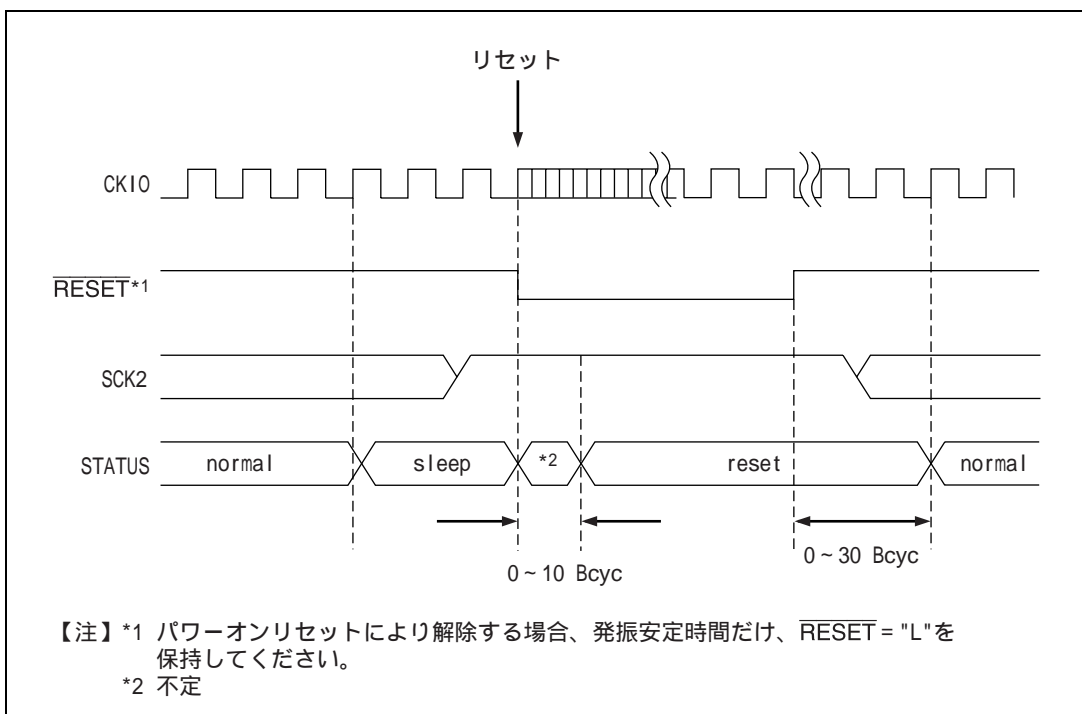 リセット
CKIO
RESET*1
SCK2
STATUS normal sleep *2 reset normal
0~10 Bcyc
0~30 Bcyc
【注】*1 パワーオンリセットにより解除する場合、発振安定時間だけ、RESET = "L"を
保持してください。
*2 不定